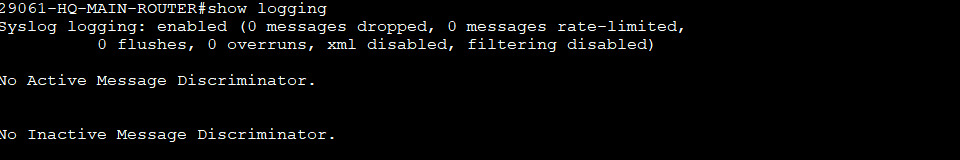 29061-HQ-MAIN-ROUTER#show logging
Syslog logging: enabled (0 messages dropped, 0 messages rate-limited,
0 flushes, 0 overruns, xml disabled, filtering disabled)
No Active Message Discriminator.
No Inactive Message Discriminator.